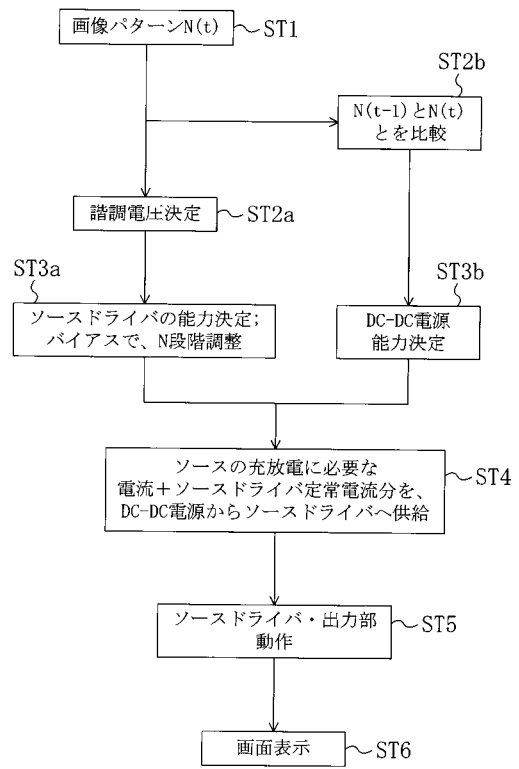 画像パターンN(t)
ST1
ST2b
N(t-1)とN(t)
とを比較
諧調電圧決定
ST2a
ST3a
ソースドライバの能力決定;
バイアスで、N段階調整
ST3b
DC-DC電源
能力決定
ソースの充放電に必要な
電流＋ソースドライバ定常電流分を、
DC-DC電源からソースドライバへ供給
ST4
ソースドライバ・出力部
動作
ST5
画面表示
ST6